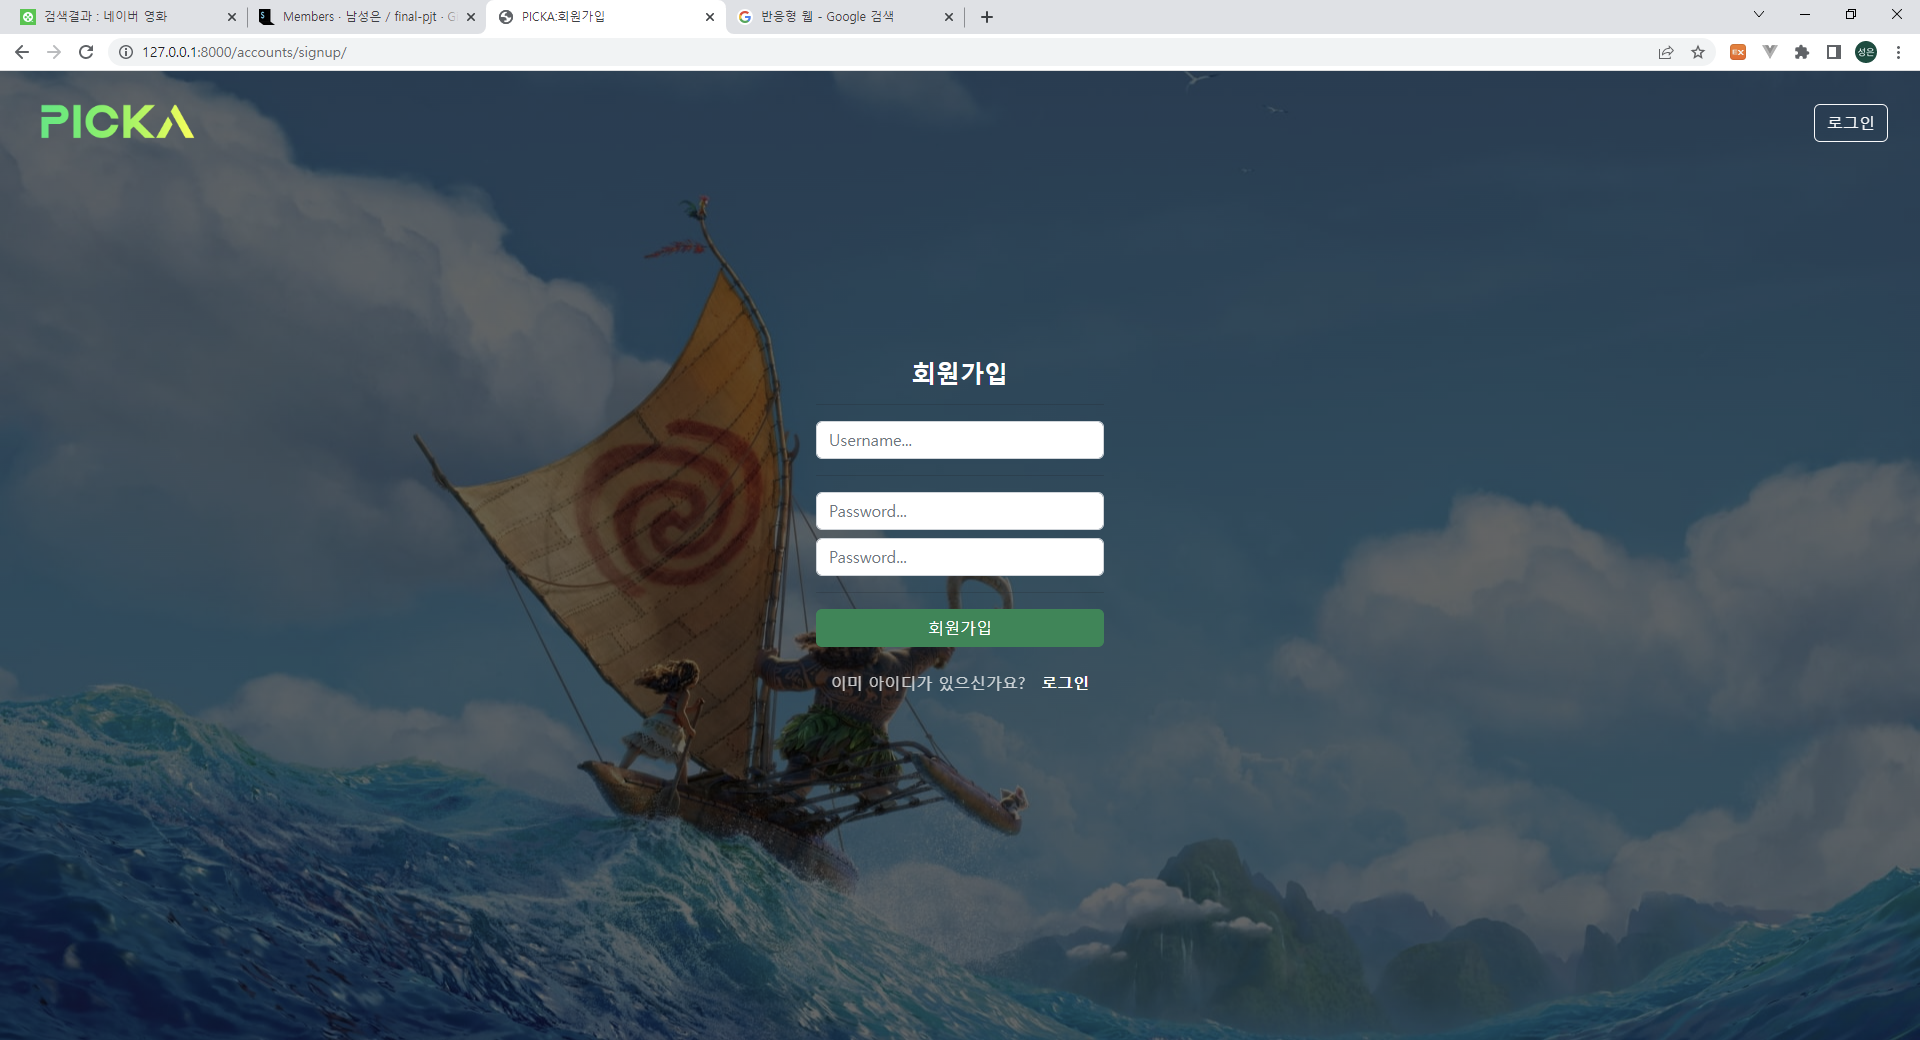 검색결과 : 네이버 영화
Members · 남성은 / final-pjt · G
PICKA:회원가입
반응형 웹 - Google 검색
127.0.0.1:8000/accounts/signup/
EX
성은
PICKA
로그인
회원가입
Username...
Password...
Password...
회원가입
이미 아이디가 있으신가요? 로그인